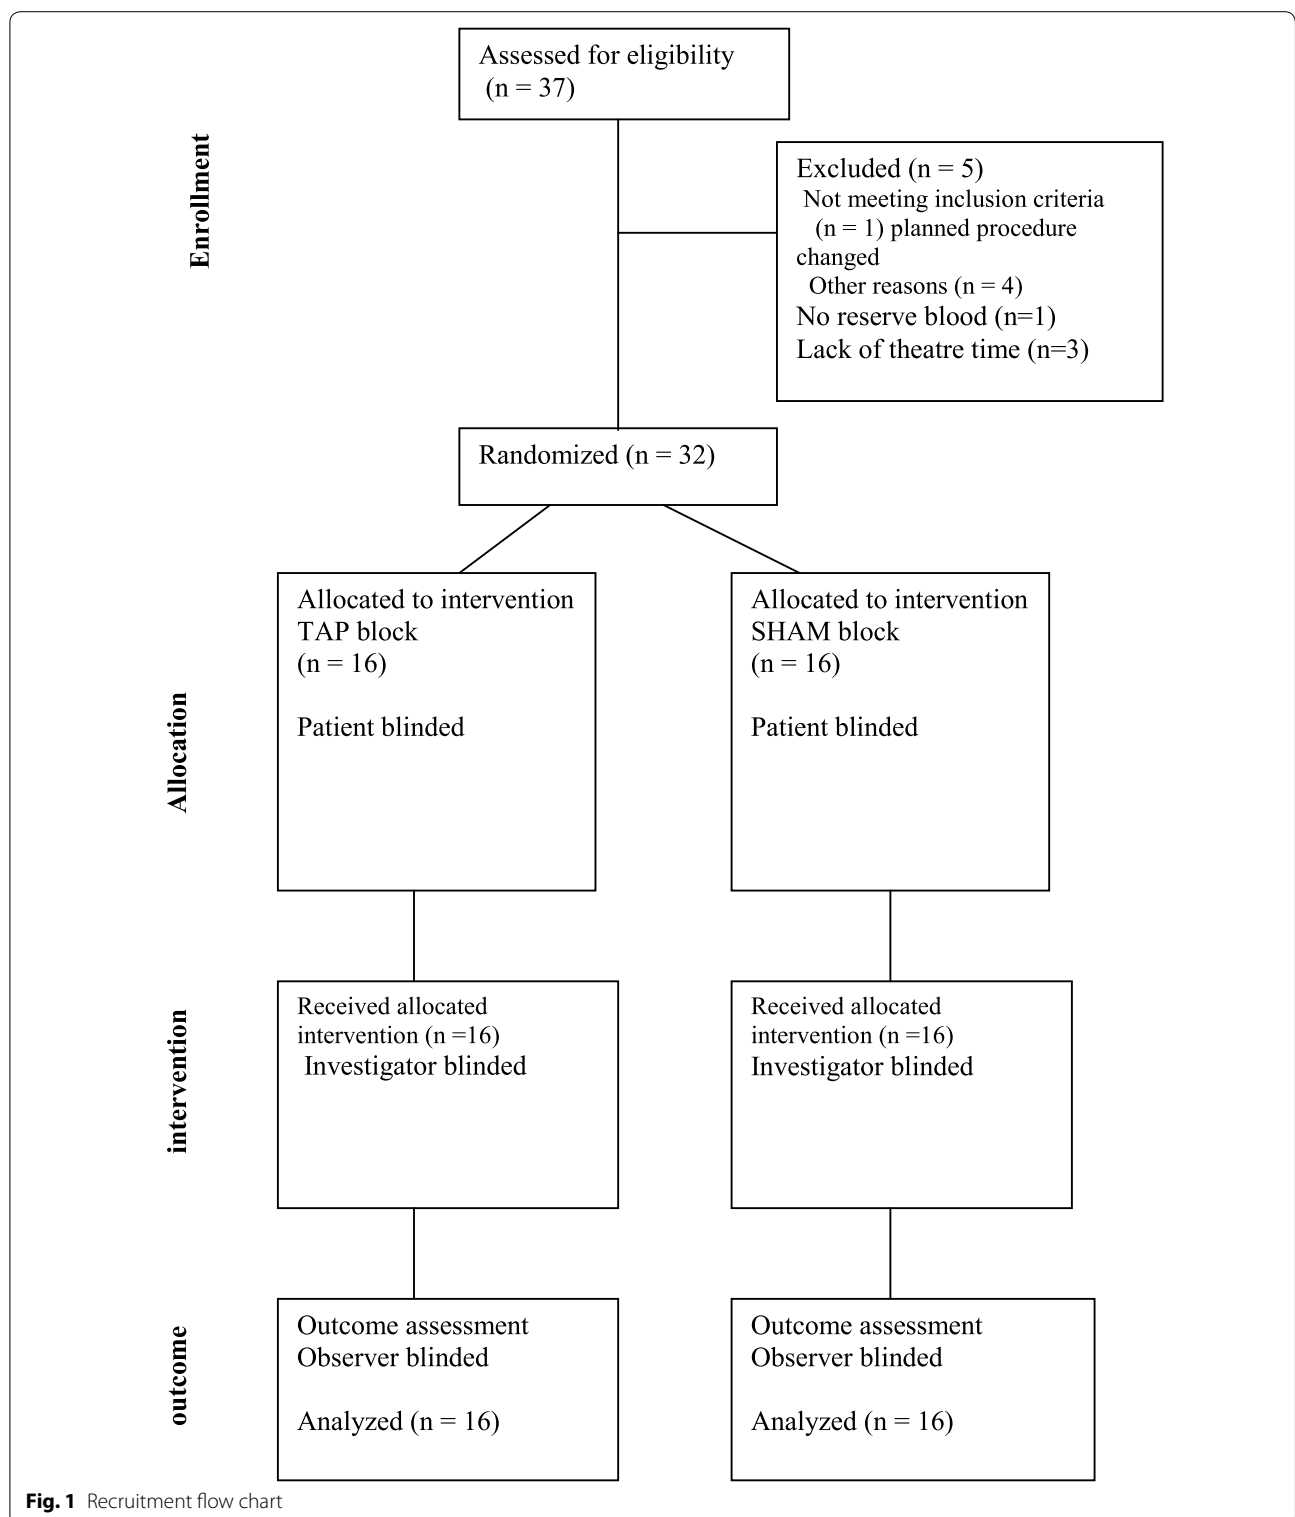 Assessed for eligibility
(n = 37)
Enrollment
Excluded (n = 5)
Not meeting inclusion criteria
(n = 1) planned procedure
changed
Other reasons (n = 4)
No reserve blood (n=1)
Lack of theatre time (n=3)
Randomized (n = 32)
Allocation
Allocated to intervention
TAP block
(n = 16)
Patient blinded
Allocated to intervention
SHAM block
(n = 16)
Patient blinded
intervention
Received allocated
intervention (n =16)
Investigator blinded
Received allocated
intervention (n =16)
Investigator blinded
outcome
Outcome assessment
Observer blinded
Analyzed (n = 16)
Outcome assessment
Observer blinded
Analyzed (n = 16)
Fig. 1 Recruitment flow chart